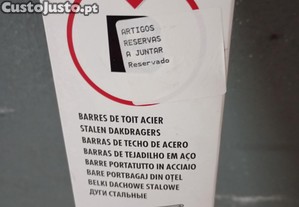 CustoJusto.pt
ARTIGOS
RESERVAS
A JUNTAR
Reservado
BARRES DE TOIT ACIER
STALEN DAKDRAGERS
BARRAS DE TECHO DE ACERO
BARRAS DE TEJADILHO EM AÇO
BARRE PORTATUTTO IN ACCIAIO
BARE PORTBAGAJ DIN OȚEL
BELKI DACHOWE STALOWE
ДУГИ СТАЛЬНЫЕ